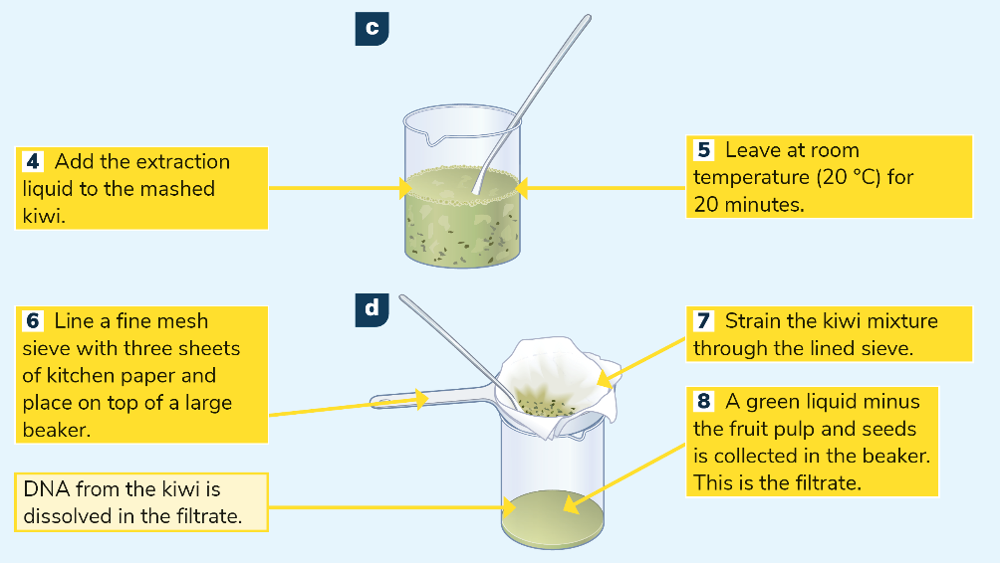 c
4 Add the extraction
liquid to the mashed
kiwi.
5 Leave at room
temperature (20 °C) for
20 minutes.
d
6 Line a fine mesh
sieve with three sheets
of kitchen paper and
place on top of a large
beaker.
7 Strain the kiwi mixture
through the lined sieve.
8 A green liquid minus
the fruit pulp and seeds
is collected in the beaker.
This is the filtrate.
DNA from the kiwi is
dissolved in the filtrate.